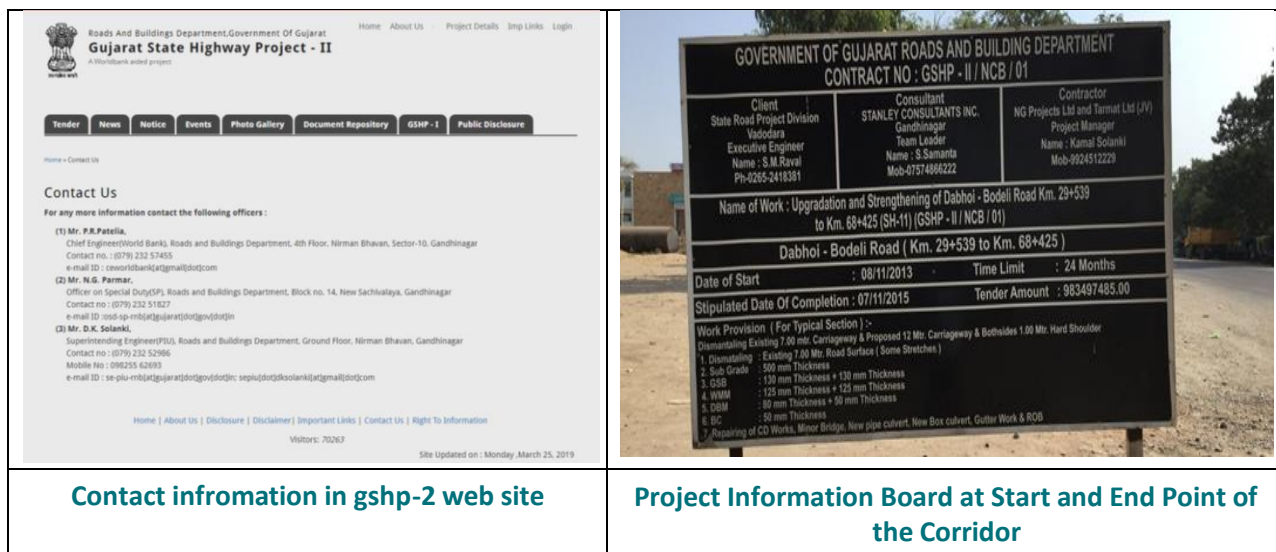 Roads And Buildings Department,Government Of Gujarat
Gujarat State Highway Project - II
A Worldbank aided project
Home About Us Project Details Imp Links Login
Tender News Notice Events Photo Gallery Document Repository GSHP - I Public Disclosure
Home » Contact Us
Contact Us
For any more information contact the following officers :
(1) Mr. P.R.Patelia,
Chief Engineer(World Bank), Roads and Buildings Department, 4th Floor, Nirman Bhavan, Sector-10, Gandhinagar
Contact no. : (079) 232 57455
e-mail ID : ceworldbank[at]gmail[dot]com
(2) Mr. N.G. Parmar,
Officer on Special Duty(SP), Roads and Buildings Department, Block no. 14, New Sachivalaya, Gandhinagar
Contact no : (079) 232 51827
e-mail ID :osd-sp-rnb[at]gujarat[dot]gov[dot]in
(3) Mr. D.K. Solanki,
Superintending Engineer(PIU), Roads and Buildings Department, Ground Floor, Nirman Bhavan, Gandhinagar
Contact no : (079) 232 52986
Mobile No : 098255 62693
e-mail ID : se-piu-rnb[at]gujarat[dot]gov[dot]in; sepiu[dot]dksolanki[at]gmail[dot]com
Home | About Us | Disclosure | Disclaimer| Important Links | Contact Us | Right To Information
Visitors: 70263
Site Updated on : Monday ,March 25, 2019
Contact infromation in gshp-2 web site
GOVERNMENT OF GUJARAT ROADS AND BUILDING DEPARTMENT
CONTRACT NO : GSHP - II / NCB / 01
Client
State Road Project Division
Vadodara
Executive Engineer
Name : S.M.Raval
Ph-0265-2418381
Consultant
STANLEY CONSULTANTS INC.
Gandhinagar
Team Leader
Name : S.Samanta
Mob-07574866222
Contractor
NG Projects Ltd and Tarmat Ltd (JV)
Project Manager
Name : Kamal Solanki
Mob-9924512229
Name of Work : Upgradation and Strengthening of Dabhoi - Bodeli Road Km. 29+539
to Km. 68+425 (SH-11) (GSHP - II / NCB / 01)
Dabhoi - Bodeli Road ( Km. 29+539 to Km. 68+425 )
Date of Start : 08/11/2013 Time Limit : 24 Months
Stipulated Date Of Completion : 07/11/2015 Tender Amount : 983497485.00
Work Provision ( For Typical Section ) :-
Dismantaling Existing 7.00 mtr. Carriageway & Proposed 12 Mtr. Carriageway & Bothsides 1.00 Mtr. Hard Shoulder
1. Dismataling : Existing 7.00 Mtr. Road Surface ( Some Stretches )
2. Sub Grade : 500 mm Thickness
3. GSB : 130 mm Thickness + 130 mm Thickness
4. WMM : 125 mm Thickness + 125 mm Thickness
5. DBM : 80 mm Thickness + 50 mm Thickness
6. BC : 50 mm Thickness
7. Repairing of CD Works, Minor Bridge, New pipe culvert, New Box culvert, Gutter Work & ROB
Project Information Board at Start and End Point of
the Corridor